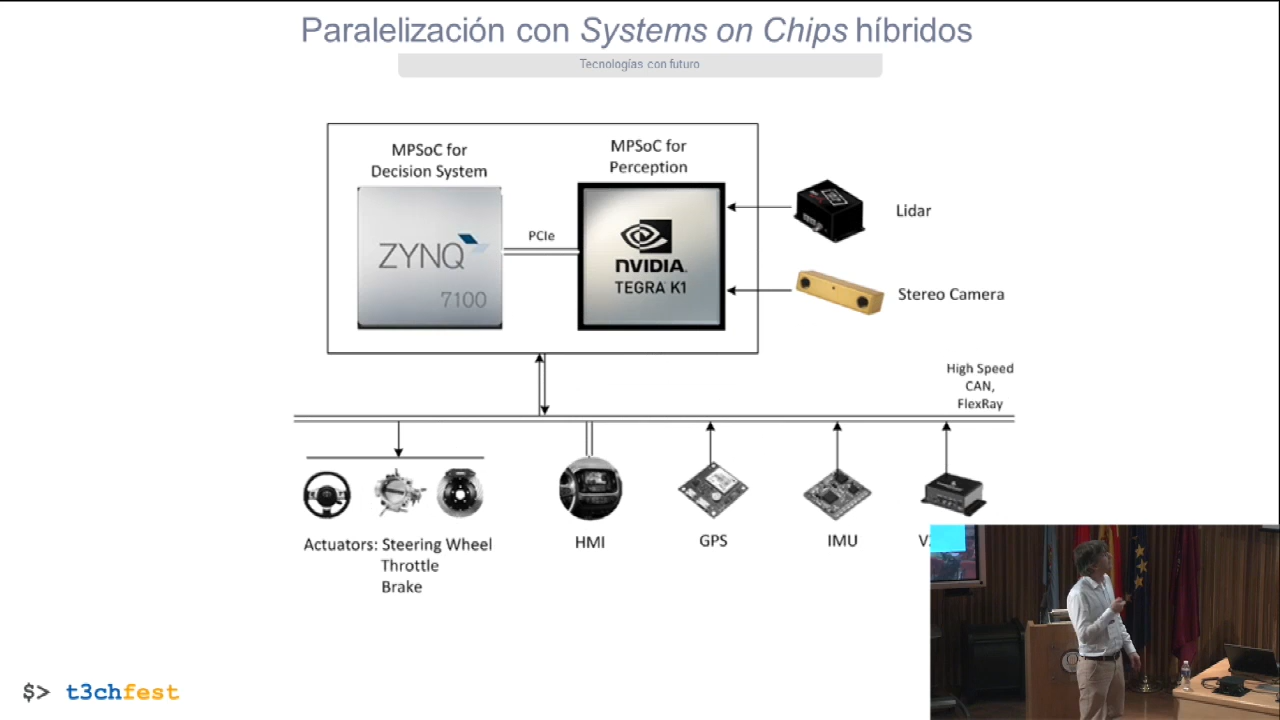 Paralelización con Systems on Chips híbridos
Tecnologías con futuro
MPSoC for
Decision System
MPSoC for
Perception
ZYNQ
7100
PCIe
NVIDIA.
TEGRA K1
Lidar
Stereo Camera
High Speed
CAN,
FlexRay
Actuators: Steering Wheel
Throttle
Brake
HMI
GPS
IMU
$> t3chfest